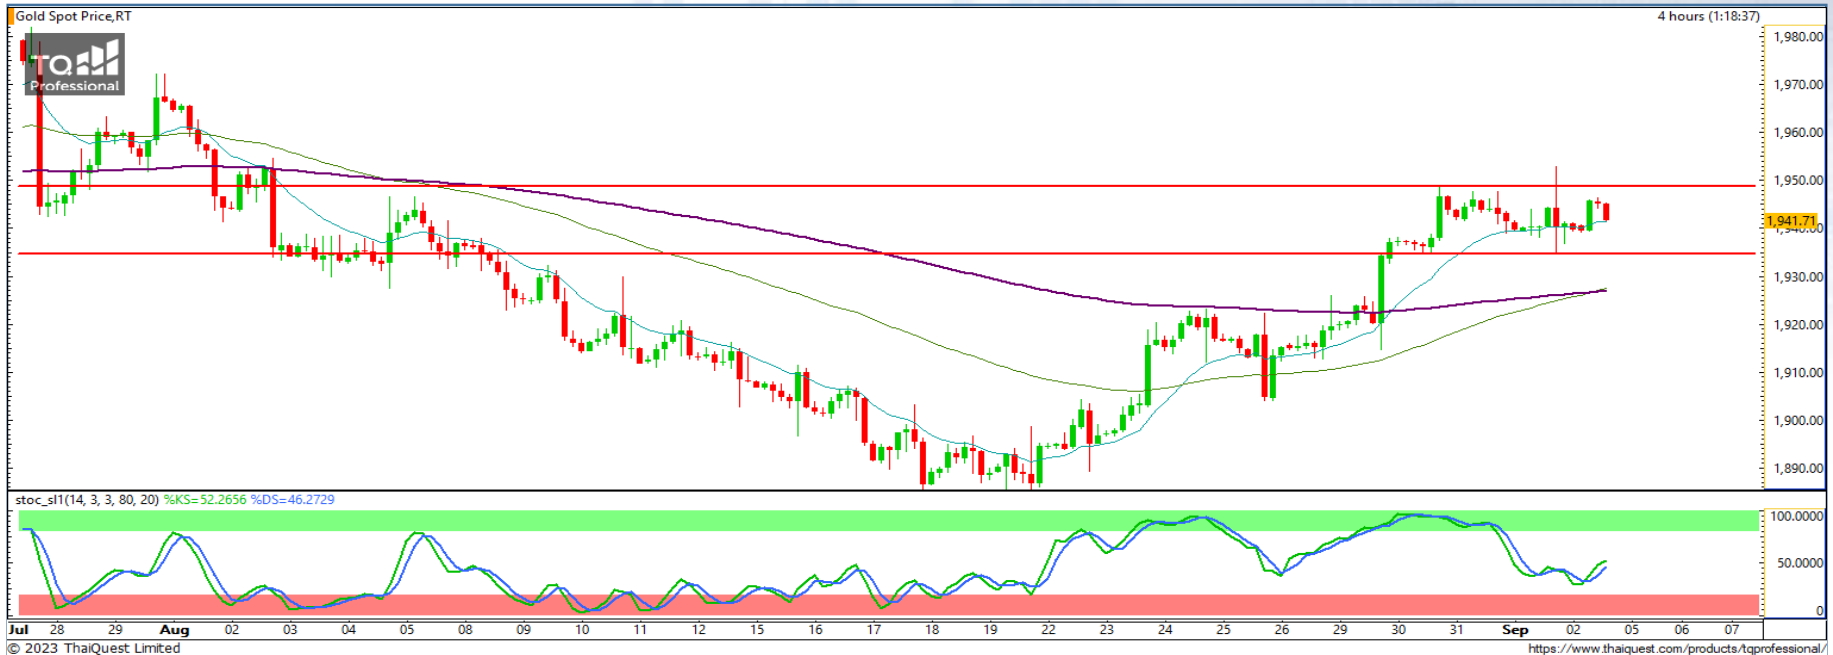 Gold Spot Price,RT
4 hours (1:18:37)
TQ
Professional
1,980.00
1,970.00
1,960.00
1,950.00
1,941.71
1,940.00
1,930.00
1,920.00
1,910.00
1,900.00
1,890.00
stoc_sl1(14, 3, 3, 80, 20) %KS=52.2656 %DS=46.2729
100.0000
50.0000
0
Jul 28 29 Aug 02 03 04 05 08 09 10 11 12 15 16 17 18 19 22 23 24 25 26 29 30 31 Sep 02 05 06 07
© 2023 ThaiQuest Limited
https://www.thaiquest.com/products/tqprofessional/